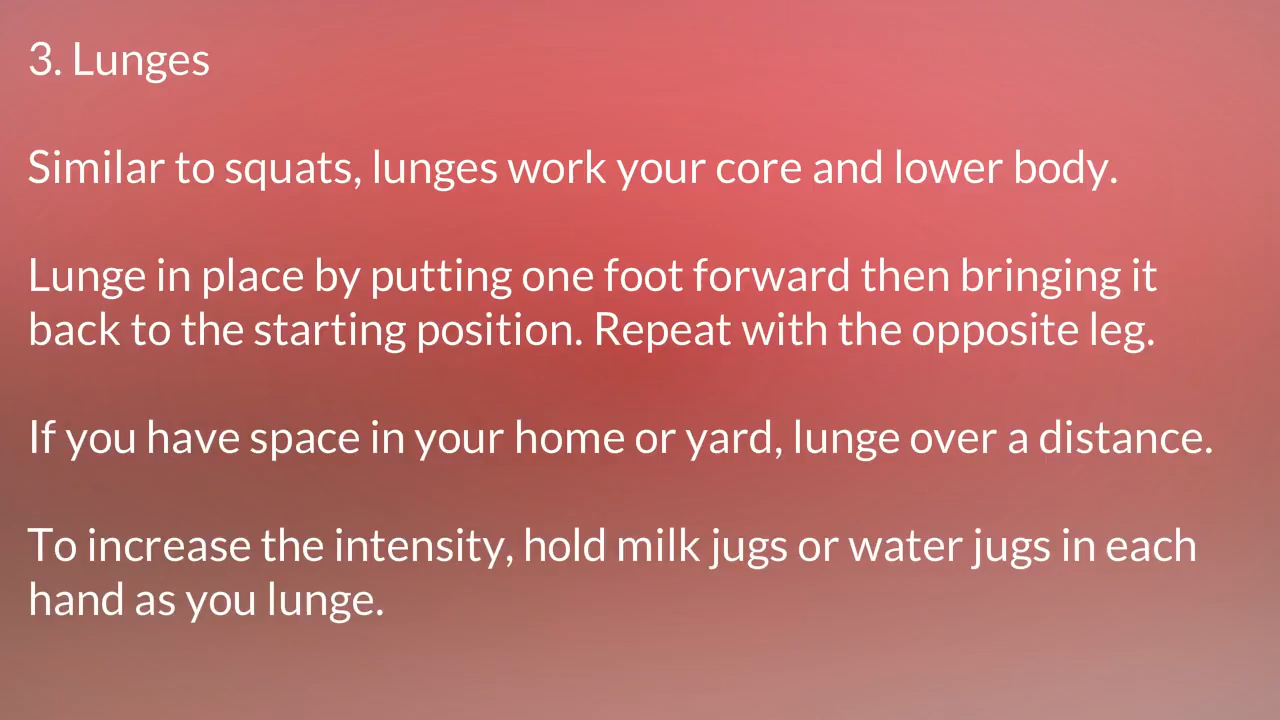 3. Lunges
Similar to squats, lunges work your core and lower body.
Lunge in place by putting one foot forward then bringing it
back to the starting position. Repeat with the opposite leg.
If you have space in your home or yard, lunge over a distance.
To increase the intensity, hold milk jugs or water jugs in each
hand as you lunge.